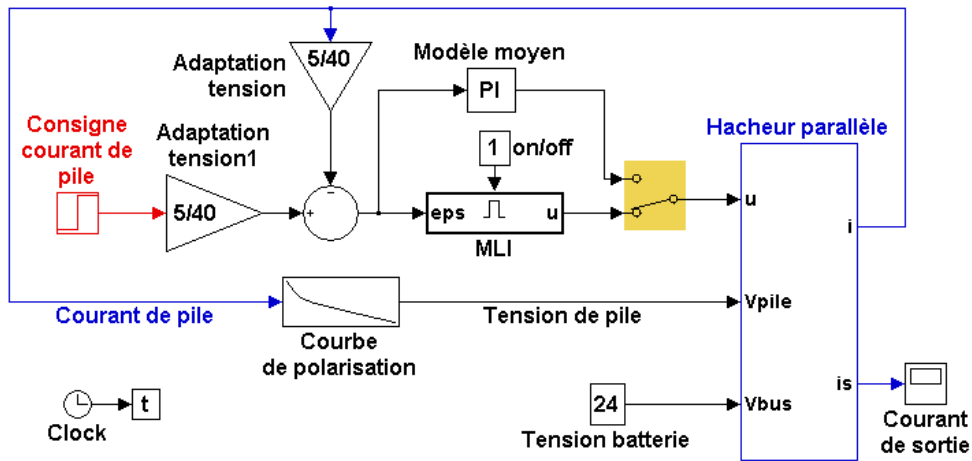 5/40
Adaptation
tension
Modèle moyen
PI
Consigne
courant de
pile
Adaptation
tension1
5/40
−
+
1
on/off
eps
u
MLI
Hacheur parallèle
u
i
Vpile
Vbus
is
Courant de pile
Courbe
de polarisation
Tension de pile
Clock
t
24
Tension batterie
Courant
de sortie